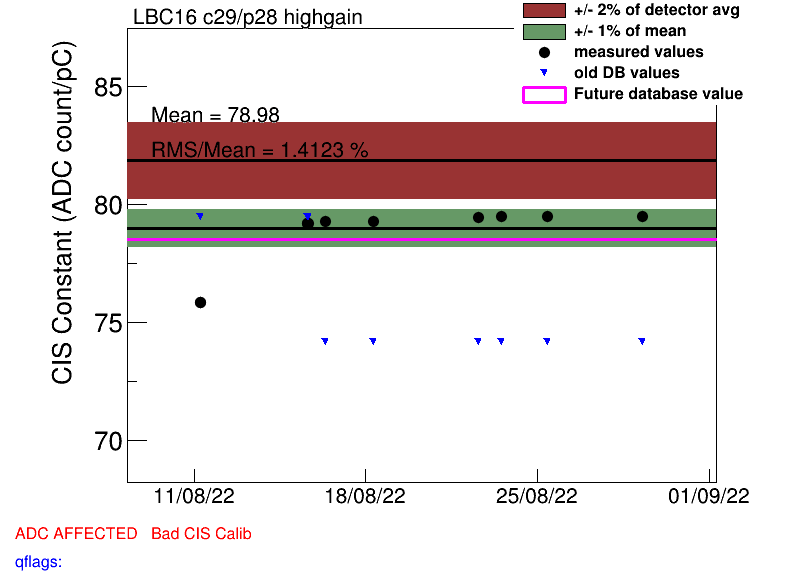 LBC16 c29/p28 highgain
+/- 2% of detector avg
+/- 1% of mean
measured values
old DB values
Future database value
Mean = 78.98
RMS/Mean = 1.4123 %
CIS Constant (ADC count/pC)
85
80
75
70
11/08/22
18/08/22
25/08/22
01/09/22
ADC AFFECTED Bad CIS Calib
qflags: